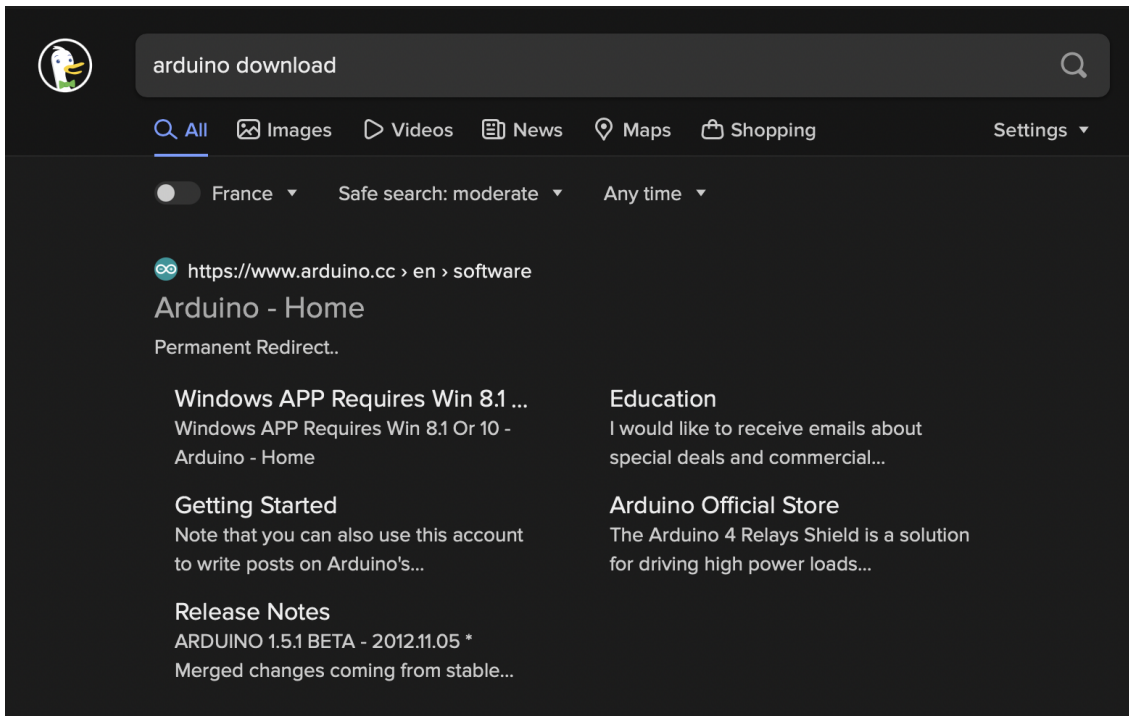 arduino download
All Images Videos News Maps Shopping Settings
France Safe search: moderate Any time
https://www.arduino.cc › en › software
Arduino - Home
Permanent Redirect..
Windows APP Requires Win 8.1 ...
Windows APP Requires Win 8.1 Or 10 -
Arduino - Home
Education
I would like to receive emails about
special deals and commercial...
Getting Started
Note that you can also use this account
to write posts on Arduino's...
Arduino Official Store
The Arduino 4 Relays Shield is a solution
for driving high power loads...
Release Notes
ARDUINO 1.5.1 BETA - 2012.11.05 *
Merged changes coming from stable...